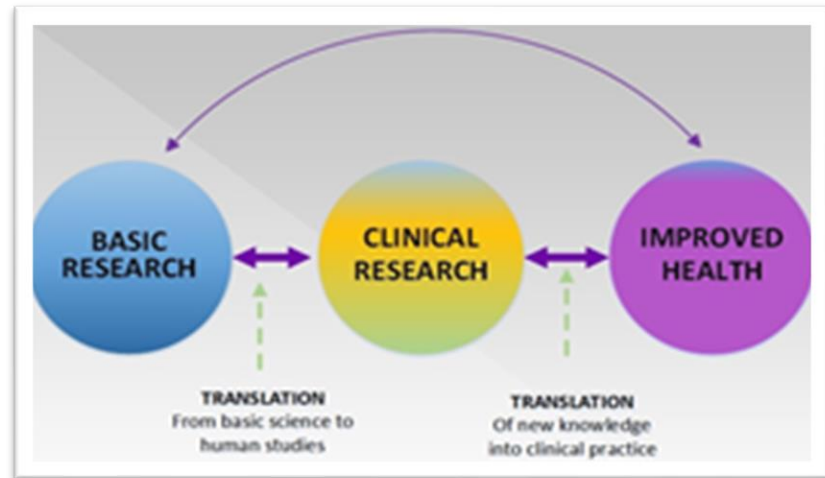 BASIC
RESEARCH
CLINICAL
RESEARCH
IMPROVED
HEALTH
TRANSLATION
From basic science to
human studies
TRANSLATION
Of new knowledge
into clinical practice